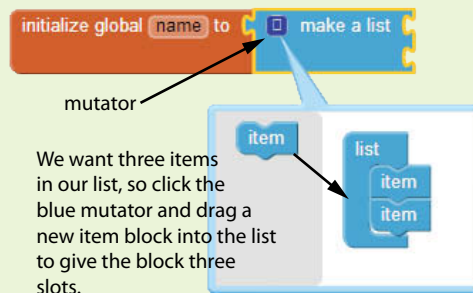 initialize global name to make a list
mutator
item
list
item
item
We want three items
in our list, so click the
blue mutator and drag a
new item block into the list
to give the block three
slots.